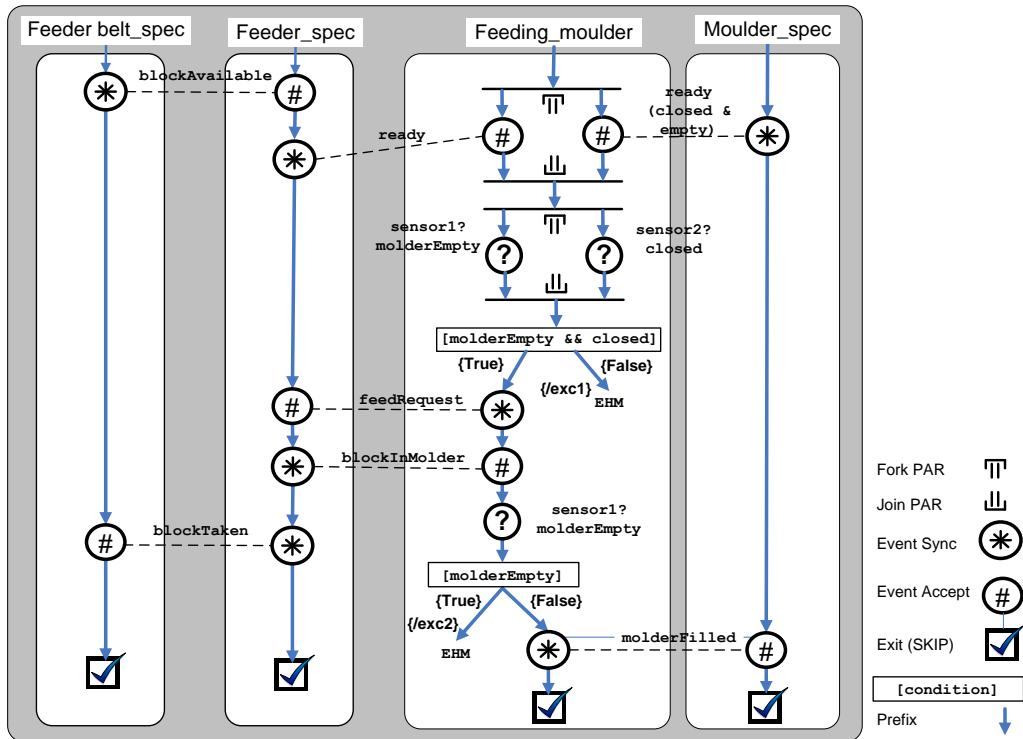 Feeder belt_spec
Feeder_spec
Feeding_moulder
Moulder_spec
blockAvailable
#
ready
#
#
ready
(closed &
empty)
sensor1?
molderEmpty
?
?
sensor2?
closed
[molderEmpty && closed]
{True}
{False}
{/exc1}
EHM
#
feedRequest
blockInMolder
#
?
sensor1?
molderEmpty
#
blockTaken
[molderEmpty]
{True}
{False}
{/exc2}
EHM
molderFilled
#
Fork PAR
Join PAR
Event Sync
Event Accept
#
Exit (SKIP)
[condition]
Prefix